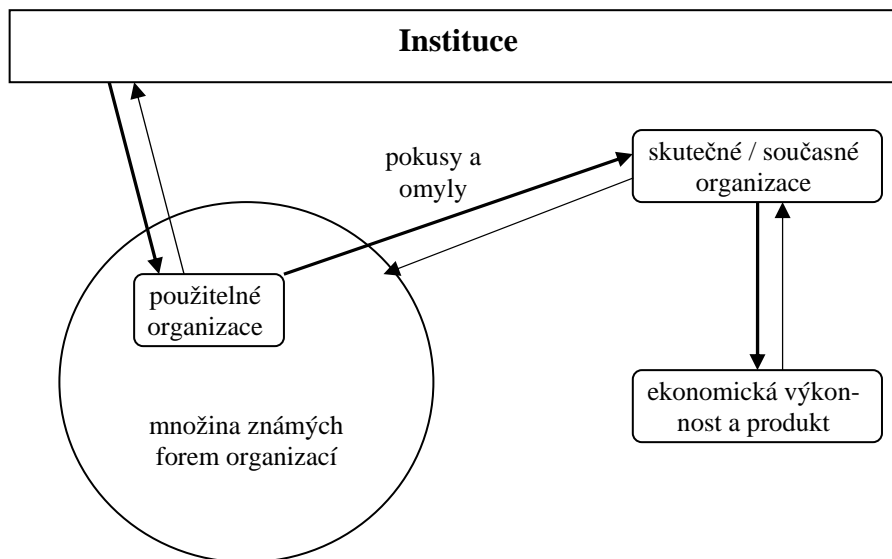 Instituce
pokusy a
omyly
skutečné / současné
organizace
použitelné
organizace
množina známých
forem organizací
ekonomická výkon-
nost a produkt